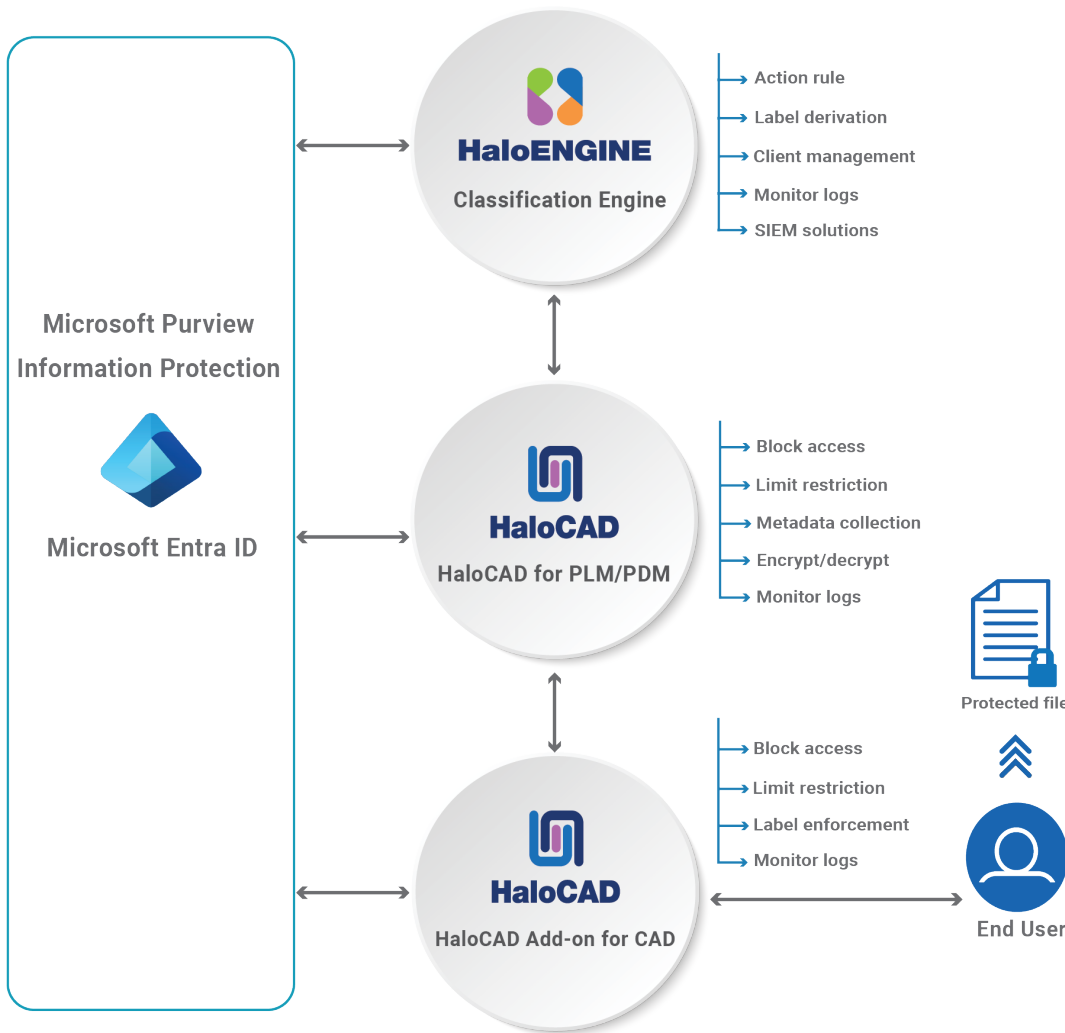 Microsoft Purview
Information Protection
Microsoft Entra ID
HaloENGINE
Classification Engine
Action rule
Label derivation
Client management
Monitor logs
SIEM solutions
HaloCAD
HaloCAD for PLM/PDM
Block access
Limit restriction
Metadata collection
Encrypt/decrypt
Monitor logs
HaloCAD
HaloCAD Add-on for CAD
Block access
Limit restriction
Label enforcement
Monitor logs
Protected file
End User